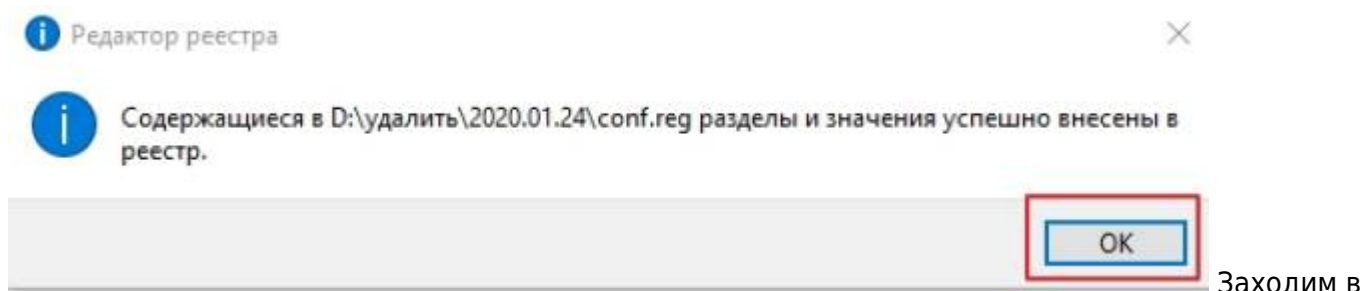 Редактор реестра
Содержащиеся в D:\удалить\2020.01.24\conf.reg разделы и значения успешно внесены в
реестр.
OK
Заходим в